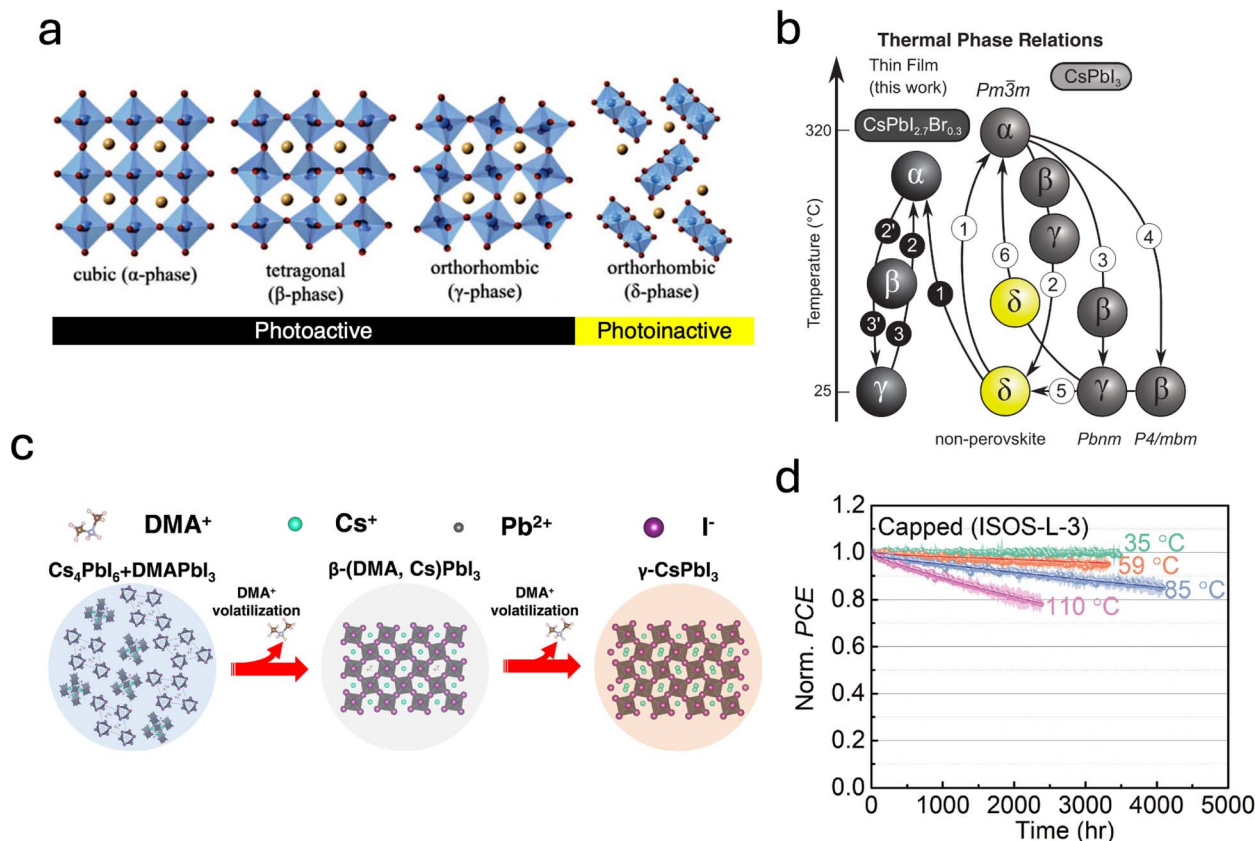 a
cubic (α-phase)
tetragonal
(β-phase)
orthorhombic
(γ-phase)
orthorhombic
(δ-phase)
Photoactive
Photoinactive
b
Thermal Phase Relations
Thin Film
(this work)
CsPbI₃
Pm3̄m
CsPbI₂.₇Br₀.₃
Temperature (°C)
320
25
α
β
γ
2'
2
3'
3
1
α
β
γ
δ
δ
β
γ
β
1
6
2
3
4
5
non-perovskite
Pbnm
P4/mbm
c
DMA⁺
Cs⁺
Pb²⁺
I⁻
Cs₄PbI₆+DMAPbI₃
DMA⁺
volatilization
β-(DMA, Cs)PbI₃
DMA⁺
volatilization
γ-CsPbI₃
d
Capped (ISOS-L-3)
35 °C
59 °C
85 °C
110 °C
Norm. PCE
1.2
1.0
0.8
0.6
0.4
0.2
0.0
0 1000 2000 3000 4000 5000
Time (hr)